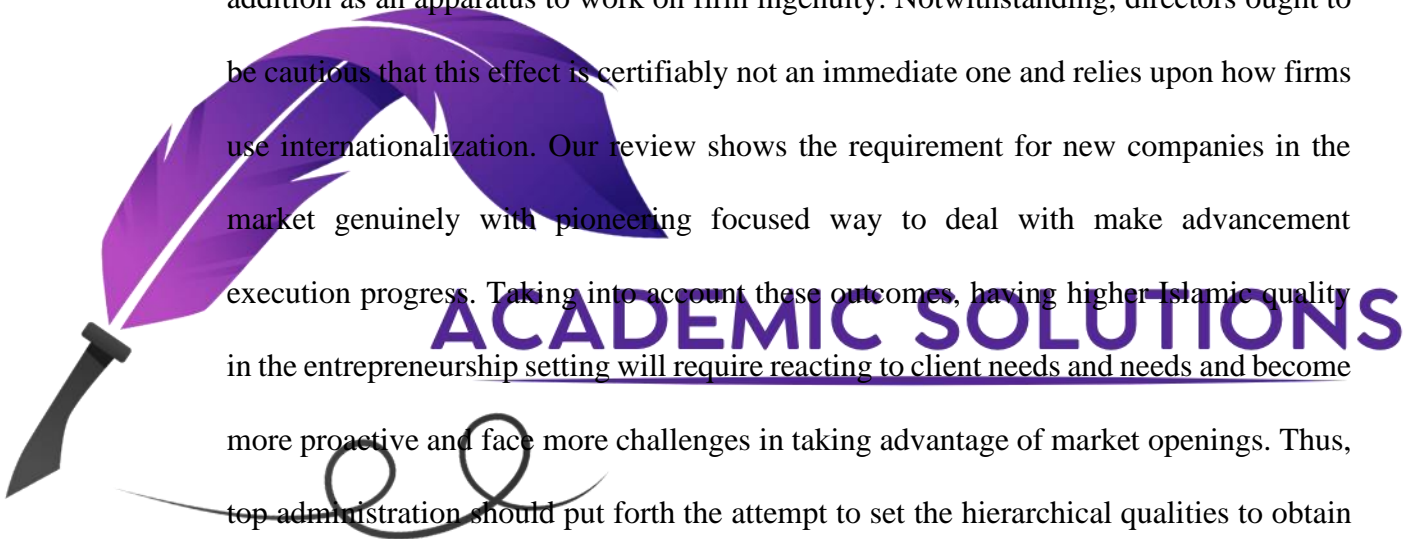 addition as an apparatus to work on firm ingenuity. Notwithstanding, directors ought to
be cautious that this effect is certifiably not an immediate one and relies upon how firms
use internationalization. Our review shows the requirement for new companies in the
market genuinely with pioneering focused way to deal with make advancement
execution progress. Taking into account these outcomes, having higher Islamic quality
ACADEMIC SOLUTIONS
in the entrepreneurship setting will require reacting to client needs and needs and become
more proactive and face more challenges in taking advantage of market openings. Thus,
top administration should put forth the attempt to set the hierarchical qualities to obtain